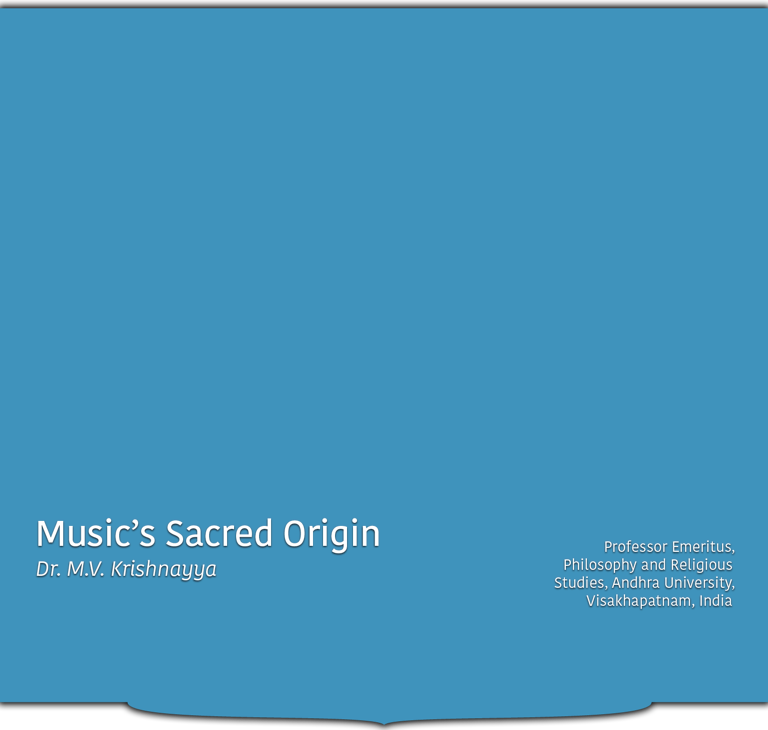 Music’s Sacred Origin
Dr. M.V. Krishnayya
Professor Emeritus,
Philosophy and Religious
Studies, Andhra University,
Visakhapatnam, India